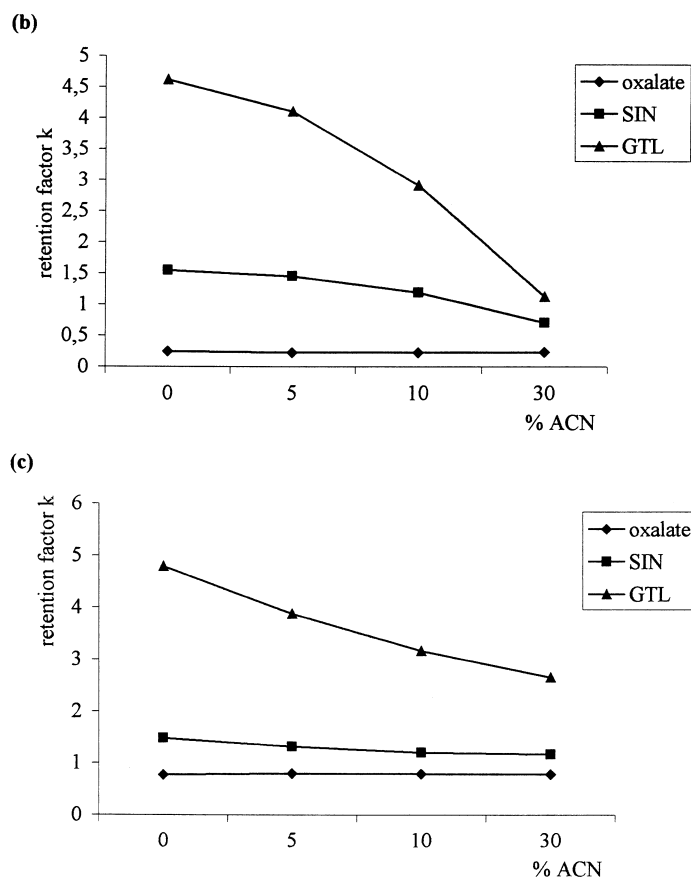 (b)
retention factor k
5
4,5
4
3,5
3
2,5
2
1,5
1
0,5
0
0 5 10 30
% ACN
oxalate
SIN
GTL
(c)
retention factor k
6
5
4
3
2
1
0
0 5 10 30
% ACN
oxalate
SIN
GTL